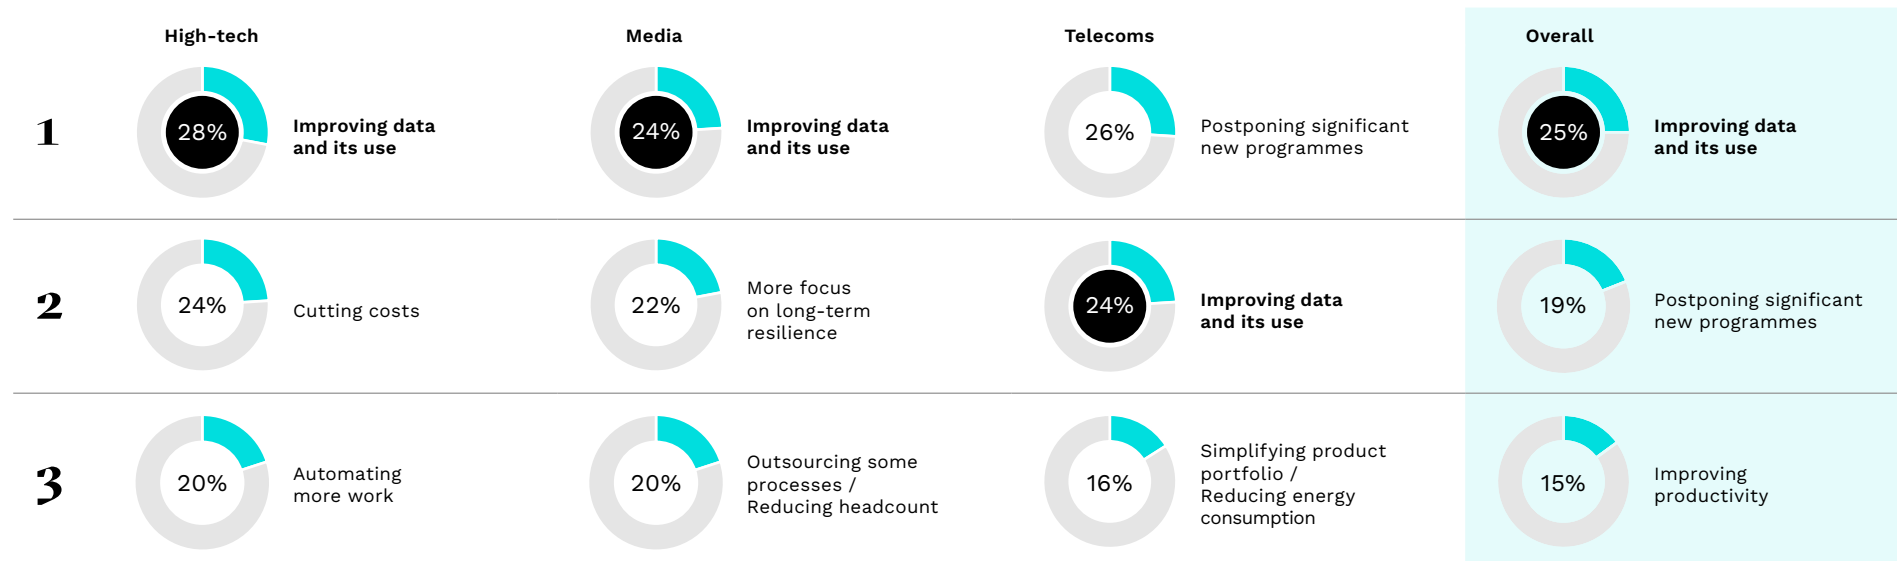 High-tech
Media
Telecoms
Overall
1
28%
Improving data
and its use
24%
Improving data
and its use
26%
Postponing significant
new programmes
25%
Improving data
and its use
2
24%
Cutting costs
22%
More focus
on long-term
resilience
24%
Improving data
and its use
19%
Postponing significant
new programmes
3
20%
Automating
more work
20%
Outsourcing some
processes /
Reducing headcount
16%
Simplifying product
portfolio /
Reducing energy
consumption
15%
Improving
productivity